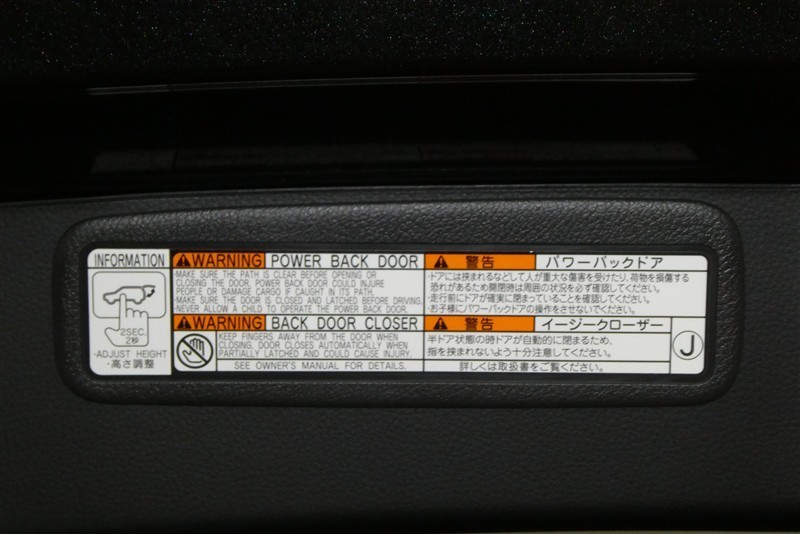 INFORMATION
2SEC.
2秒
·ADJUST HEIGHT
·高さ調整
WARNING POWER BACK DOOR
·MAKE SURE THE PATH IS CLEAR BEFORE OPENING OR
CLOSING THE DOOR. POWER BACK DOOR COULD INJURE
PEOPLE OR DAMAGE CARGO IF CAUGHT IN ITS PATH.
·MAKE SURE THE DOOR IS CLOSED AND LATCHED BEFORE DRIVING.
·NEVER ALLOW A CHILD TO OPERATE THE POWER BACK DOOR.
WARNING BACK DOOR CLOSER
KEEP FINGERS AWAY FROM THE DOOR WHEN
CLOSING. DOOR CLOSES AUTOMATICALLY WHEN
PARTIALLY LATCHED AND COULD CAUSE INJURY.
SEE OWNER'S MANUAL FOR DETAILS.
警告 パワーバックドア
·ドアには挟まれるなどして人が重大な傷害を受けたり、荷物を損傷する
恐れがあるため開閉時は周囲の状況を必ず確認してください。
·走行前にドアが確実に閉まっていることを確認してください。
·お子様にパワーバックドアの操作をさせないでください。
警告 イージークローザー
半ドア状態の時ドアが自動的に閉まるため、
指を挟まれないよう十分注意してください。
詳しくは取扱書をご覧ください。
J